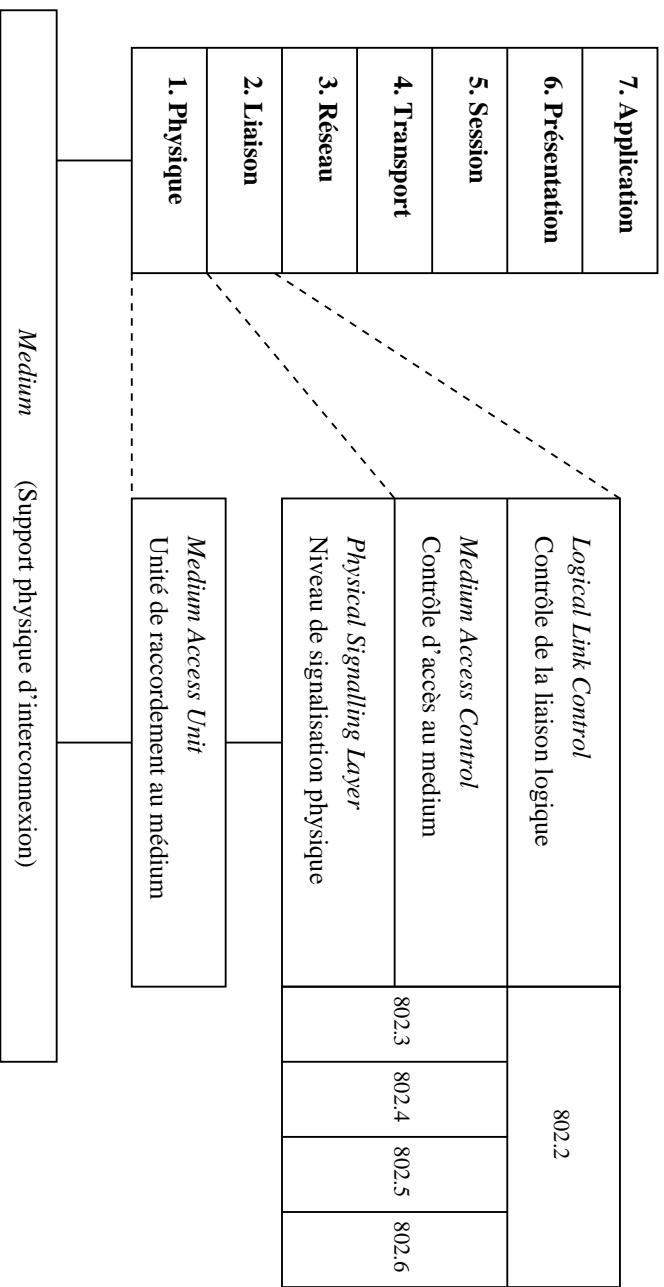 7. Application
6. Présentation
5. Session
4. Transport
3. Réseau
2. Liaison
1. Physique
Logical Link Control
Contrôle de la liaison logique
Medium Access Control
Contrôle d'accès au medium
Physical Signalling Layer
Niveau de signalisation physique
Medium Access Unit
Unité de raccordement au médium
802.2
802.3
802.4
802.5
802.6
Medium (Support physique d'interconnexion)